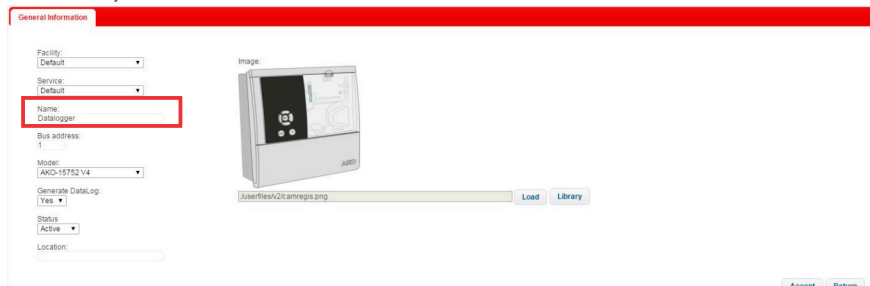 General Information
Facility:
Default
Service:
Default
Name:
Datalogger
Bus address:
1
Model:
AKO-15752 V4
Generate DataLog:
Yes
Status
Active
Location:
Image:
AKO
/userfiles/v2/camregis.png
Load
Library
Accept
Return